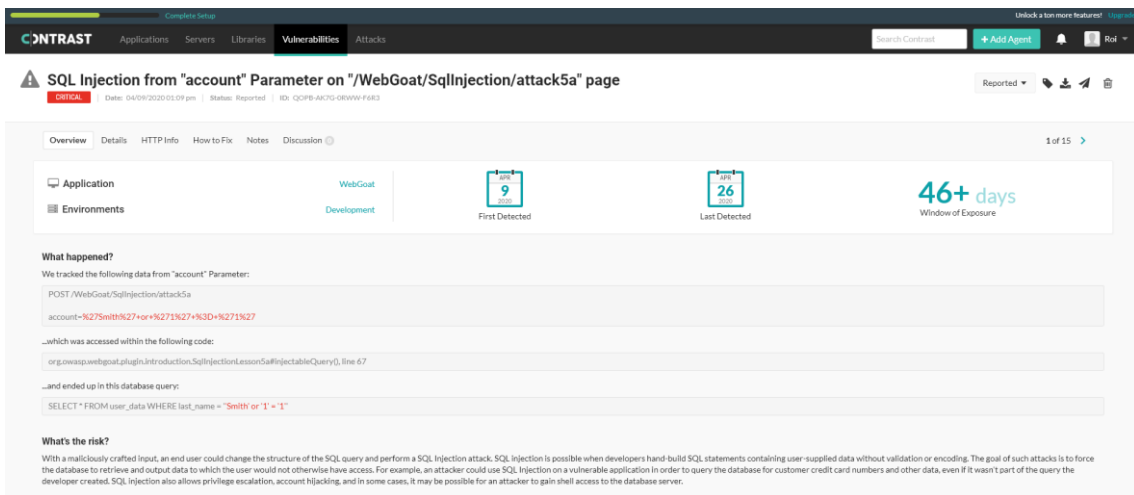 Complete Setup
Unlock a ton more features! Upgrade
CONTRAST Applications Servers Libraries Vulnerabilities Attacks Search Contrast + Add Agent Roi
SQL Injection from "account" Parameter on "/WebGoat/SqlInjection/attack5a" page
Reported
CRITICAL | Date: 04/09/2020 01:09 pm | Status: Reported | ID: QOPB-AK7G-0RWW-F6R3
Overview Details HTTP Info How to Fix Notes Discussion 0
1 of 15
Application WebGoat
Environments Development
APR
9
2020
First Detected
APR
26
2020
Last Detected
46+ days
Window of Exposure
What happened?
We tracked the following data from "account" Parameter:
POST /WebGoat/SqlInjection/attack5a
account=%27Smith%27+or+%271%27+%3D+%271%27
...which was accessed within the following code:
org.owasp.webgoat.plugin.introduction.SqlInjectionLesson5a#injectableQuery(), line 67
...and ended up in this database query:
SELECT * FROM user_data WHERE last_name = ''Smith' or '1' = '1''
What's the risk?
With a maliciously crafted input, an end user could change the structure of the SQL query and perform a SQL Injection attack. SQL injection is possible when developers hand-build SQL statements containing user-supplied data without validation or encoding. The goal of such attacks is to force
the database to retrieve and output data to which the user would not otherwise have access. For example, an attacker could use SQL Injection on a vulnerable application in order to query the database for customer credit card numbers and other data, even if it wasn't part of the query the
developer created. SQL injection also allows privilege escalation, account hijacking, and in some cases, it may be possible for an attacker to gain shell access to the database server.